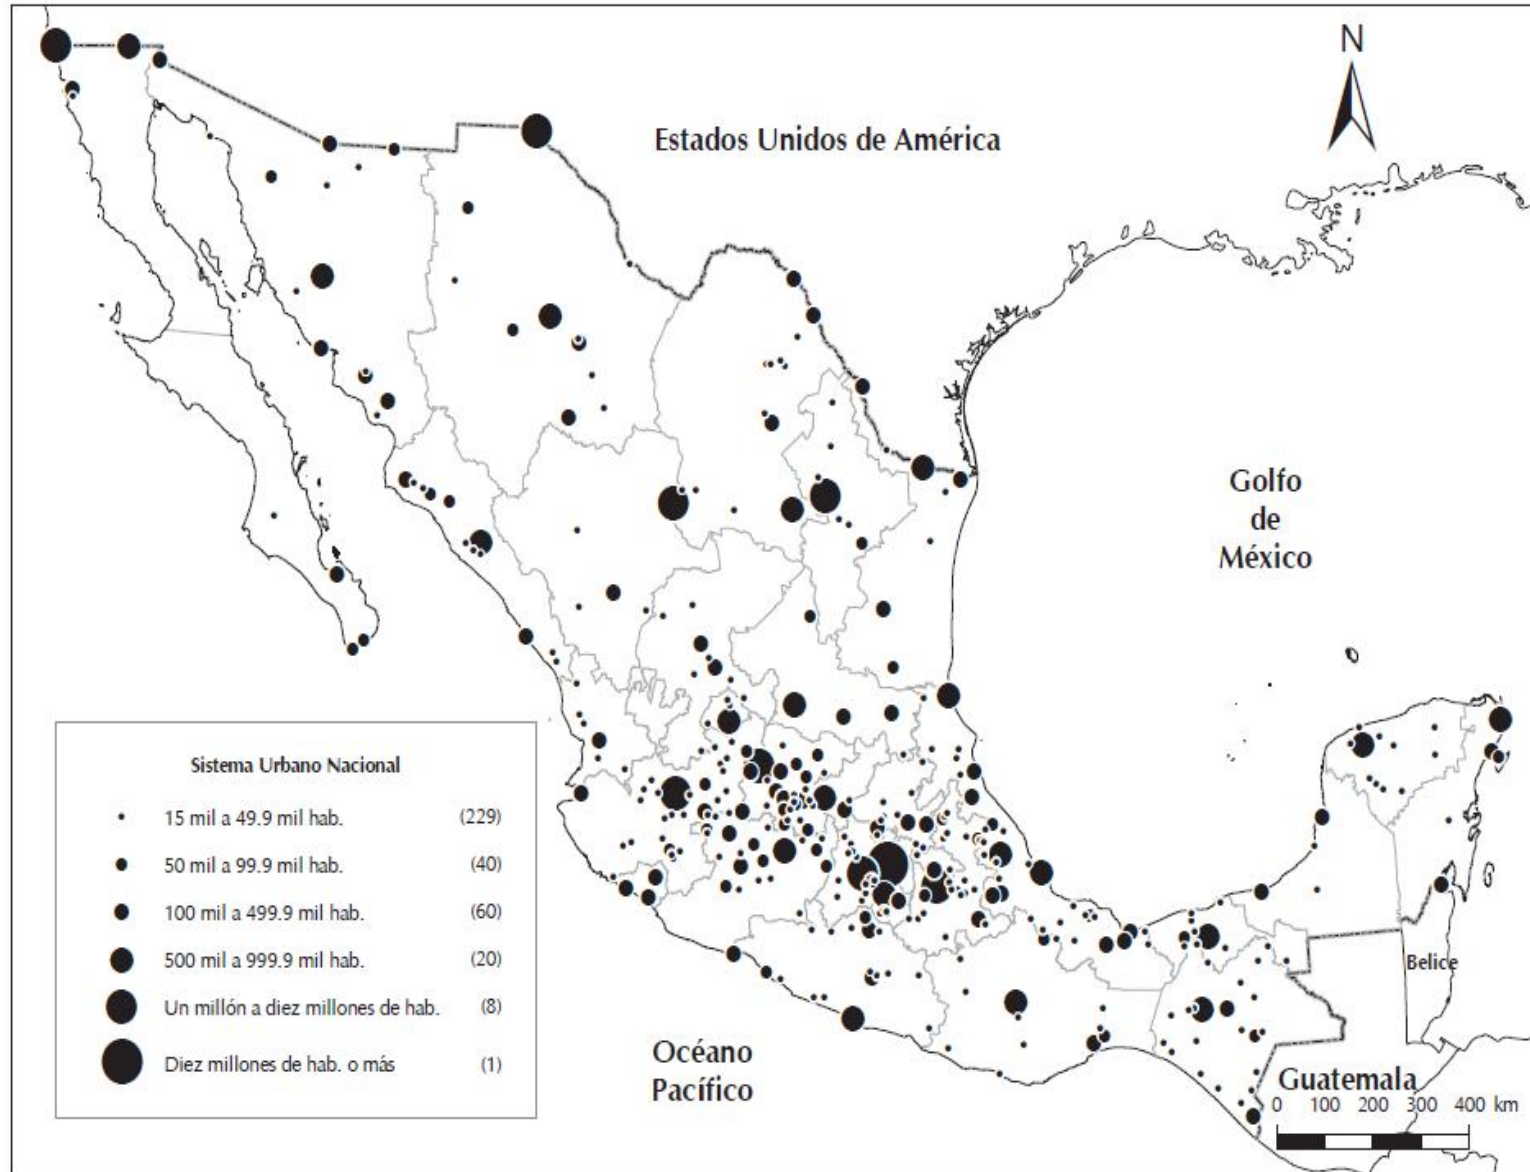 N
Estados Unidos de América
Golfo
de
México
Sistema Urbano Nacional
15 mil a 49.9 mil hab. (229)
50 mil a 99.9 mil hab. (40)
100 mil a 499.9 mil hab. (60)
500 mil a 999.9 mil hab. (20)
Un millón a diez millones de hab. (8)
Diez millones de hab. o más (1)
Belice
Océano
Pacífico
Guatemala
0 100 200 300 400 km